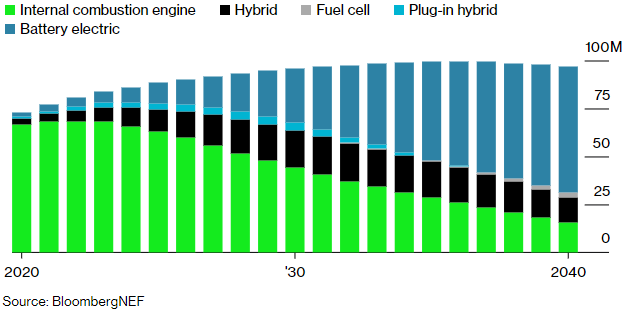 Internal combustion engine Hybrid Fuel cell Plug-in hybrid
Battery electric
100M
75
50
25
0
2020 '30 2040
Source: BloombergNEF